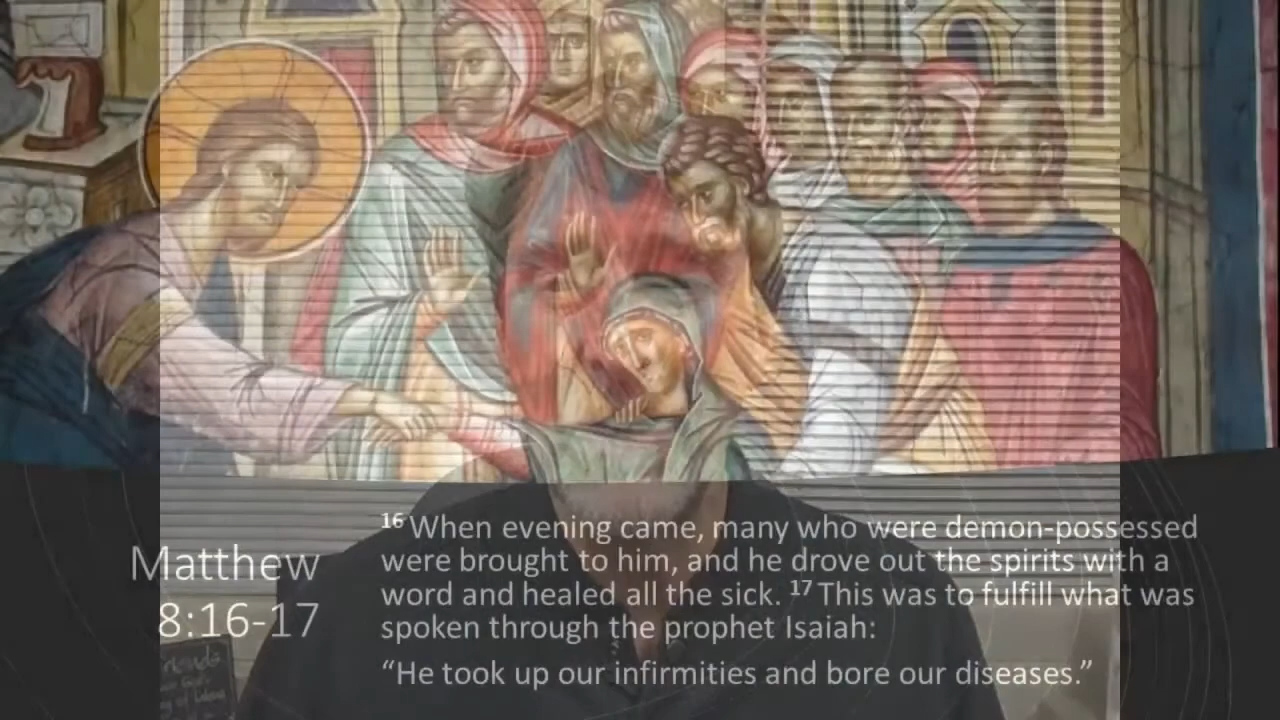 Matthew
8:16-17
16 When evening came, many who were demon-possessed
were brought to him, and he drove out the spirits with a
word and healed all the sick. 17 This was to fulfill what was
spoken through the prophet Isaiah:
“He took up our infirmities and bore our diseases.”
Friends